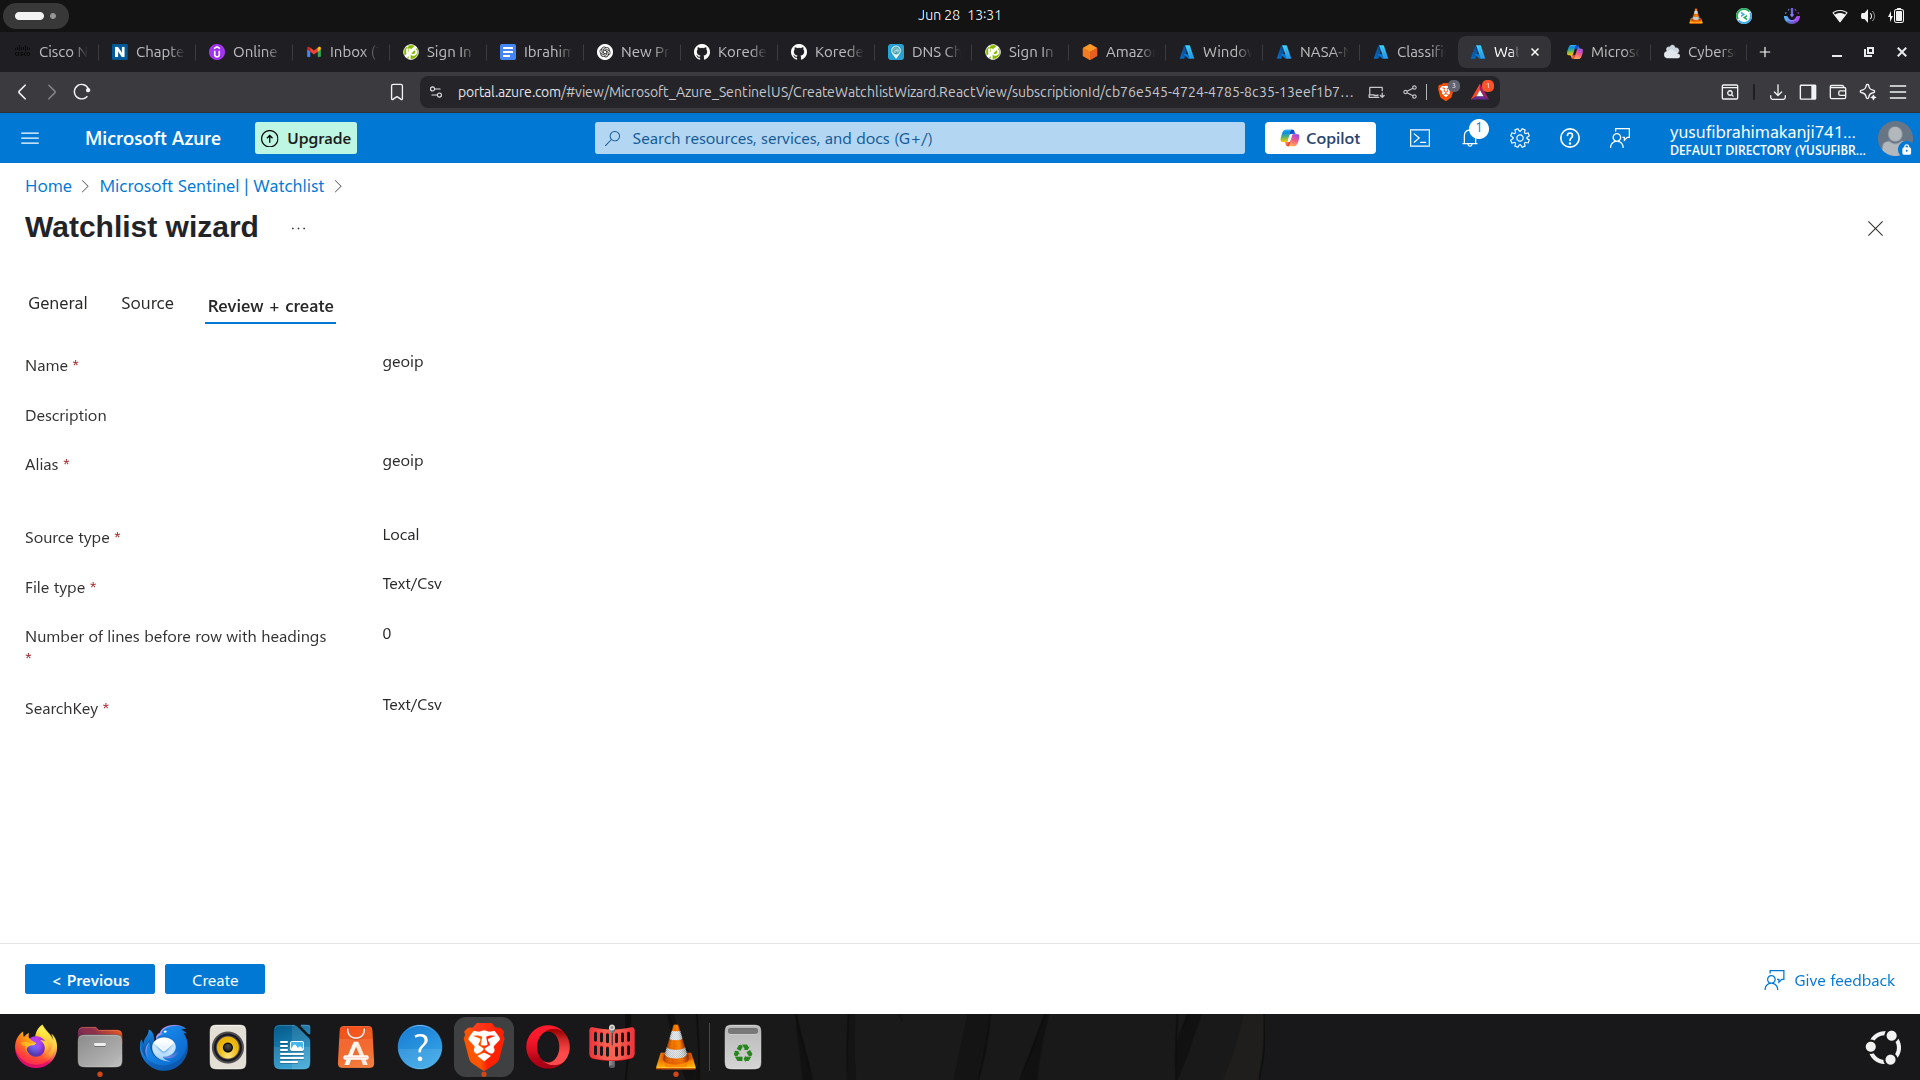 Jun 28 13:31
Cisco N
Chapte
Online
Inbox (
Sign In
Ibrahim
New Pr
Korede
Korede
DNS Ch
Sign In
Amazo
Windov
NASA-N
Classifi
Wat
Micros
Cybers
portal.azure.com/#view/Microsoft_Azure_SentinelUS/CreateWatchlistWizard.ReactView/subscriptionId/cb76e545-4724-4785-8c35-13eef1b7...
3
1
Microsoft Azure
Upgrade
Search resources, services, and docs (G+/)
Copilot
1
yusufibrahimakanji741...
DEFAULT DIRECTORY (YUSUFIBR...
Home > Microsoft Sentinel | Watchlist >
Watchlist wizard ...
General
Source
Review + create
Name * geoip
Description
Alias * geoip
Source type * Local
File type * Text/Csv
Number of lines before row with headings 0
*
SearchKey * Text/Csv
< Previous
Create
Give feedback